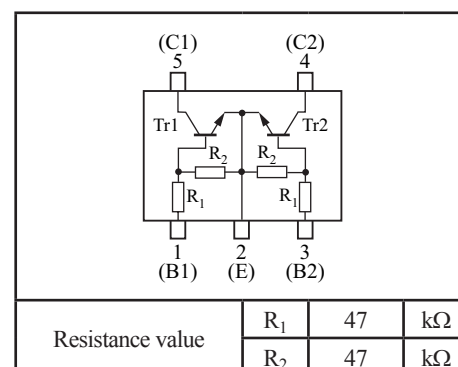 (C1) (C2)
5 4
Tr1 Tr2
R2 R2
R1 R1
1 2 3
(B1) (E) (B2)
Resistance value R1 47 kΩ
R2 47 kΩ